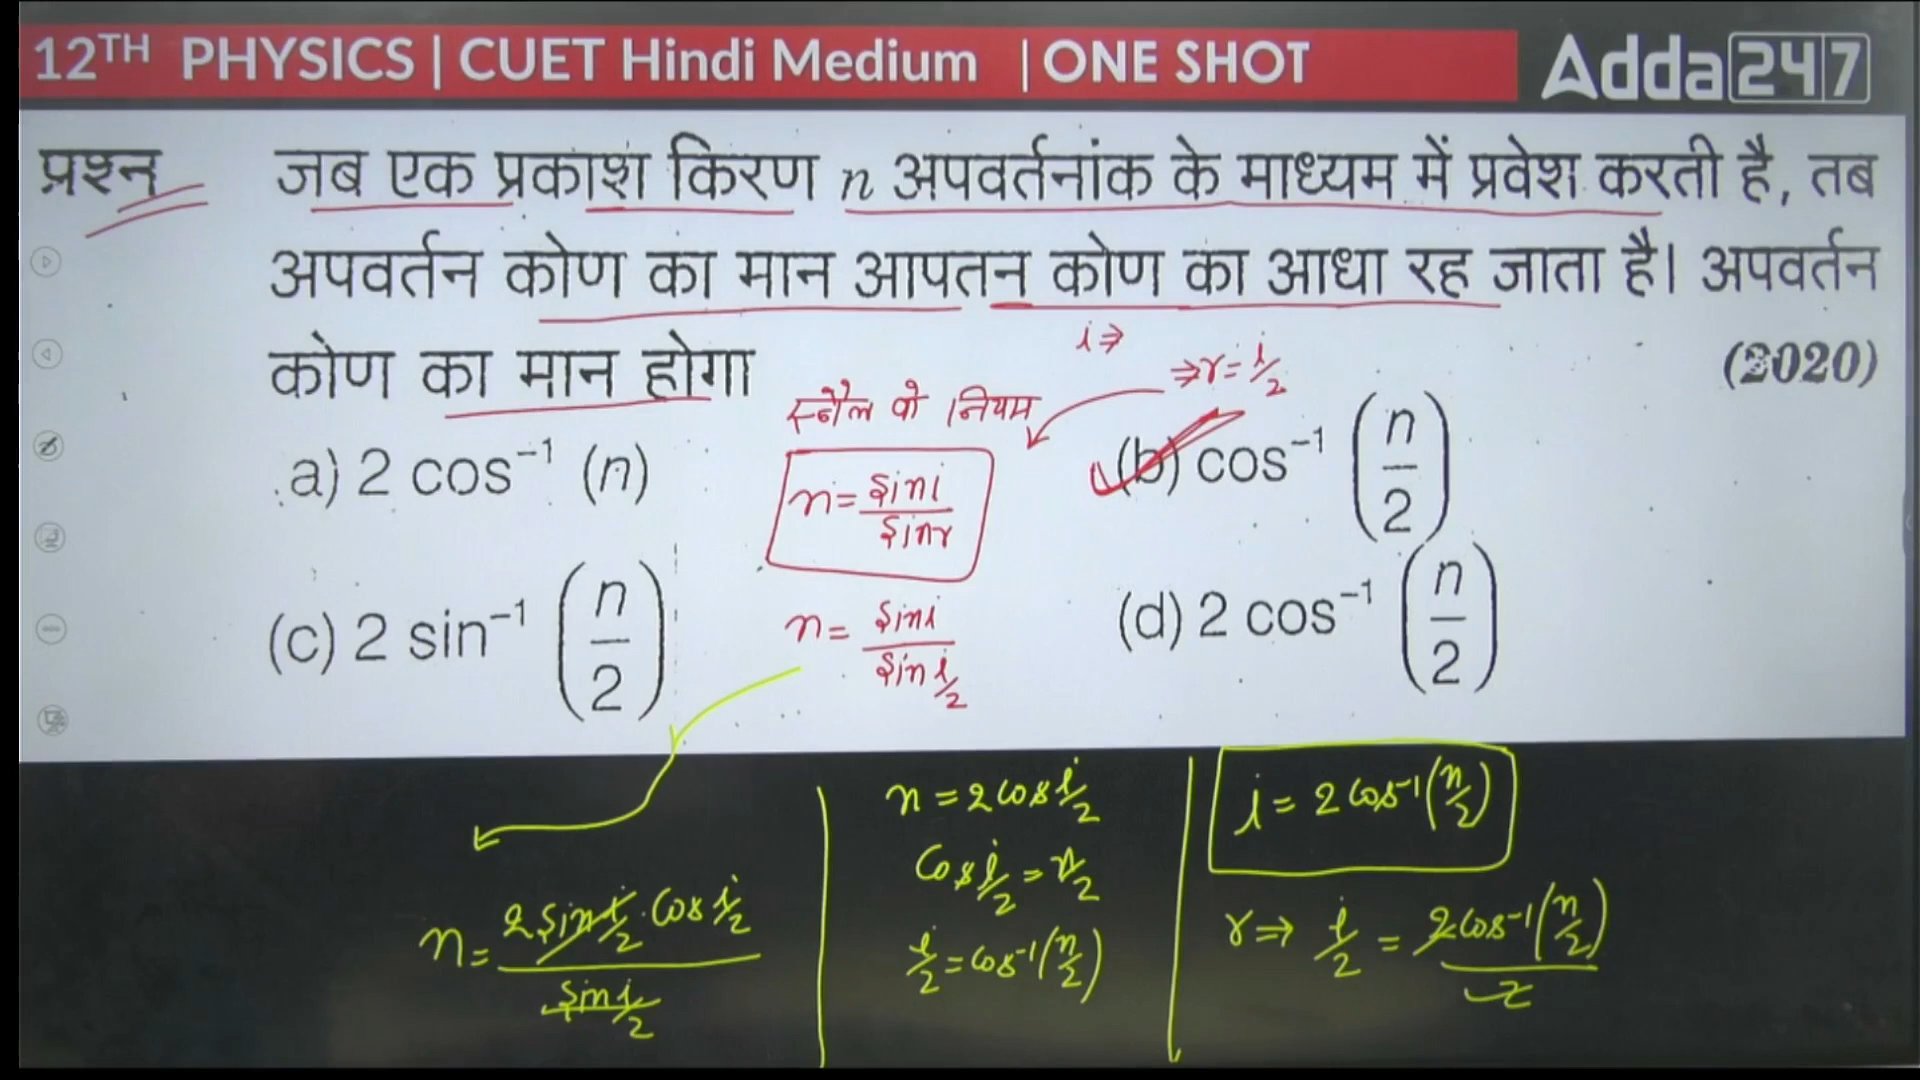 12TH PHYSICS | CUET Hindi Medium | ONE SHOT
Adda247
प्रश्न जब एक प्रकाश किरण n अपवर्तनांक के माध्यम में प्रवेश करती है, तब
अपवर्तन कोण का मान आपतन कोण का आधा रह जाता है। अपवर्तन
कोण का मान होगा (2020)
i ⇒
⇒ r = i/2
स्नैल के नियम
a) 2 cos⁻¹ (n)
(b) cos⁻¹ (n/2)
n = sin i / sin r
(c) 2 sin⁻¹ (n/2)
(d) 2 cos⁻¹ (n/2)
n = sin i / sin i/2
n = 2 sin i/2 . cos i/2 / sin i/2
n = 2 cos i/2
cos i/2 = n/2
i/2 = cos⁻¹ (n/2)
i = 2 cos⁻¹ (n/2)
r ⇒ i/2 = 2 cos⁻¹ (n/2) / 2